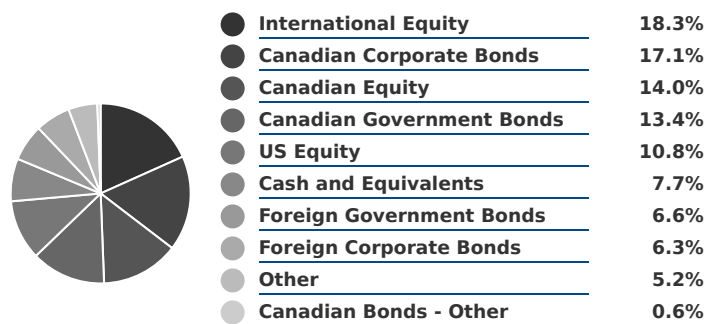 International Equity 18.3%
Canadian Corporate Bonds 17.1%
Canadian Equity 14.0%
Canadian Government Bonds 13.4%
US Equity 10.8%
Cash and Equivalents 7.7%
Foreign Government Bonds 6.6%
Foreign Corporate Bonds 6.3%
Other 5.2%
Canadian Bonds - Other 0.6%